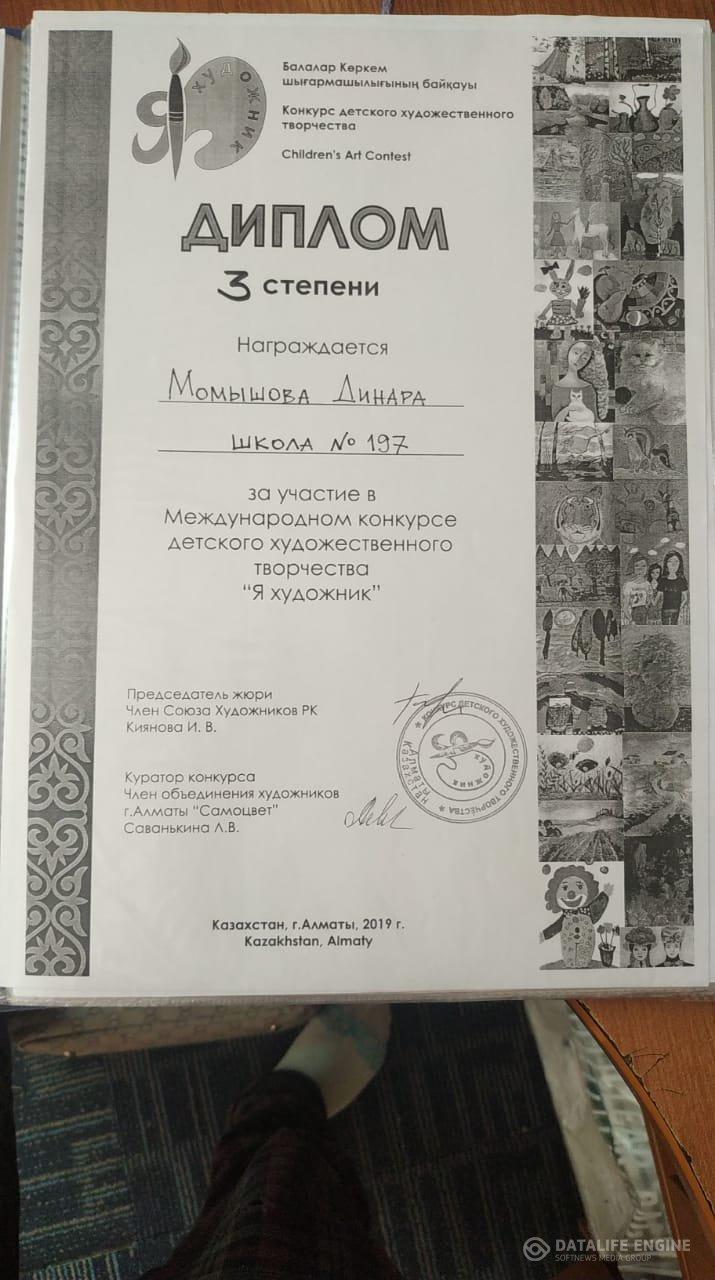 Я художник
Балалар Көркем
шығармашылығының байқауы
Конкурс детского художественного
творчества
Children's Art Contest
ДИПЛОМ
3 степени
Награждается
Момышова Динара
школа № 197
за участие в
Международном конкурсе
детского художественного
творчества
"Я художник"
Председатель жюри
Член Союза Художников РК
Киянова И. В.
Куратор конкурса
Член объединения художников
г.Алматы "Самоцвет"
Саванькина Л.В.
КОНКУРС ДЕТСКОГО ХУДОЖЕСТВЕННОГО ТВОРЧЕСТВА
Казахстан, г.Алматы, 2019 г.
Kazakhstan, Almaty
DATALIFE ENGINE
SOFTNEWS MEDIA GROUP